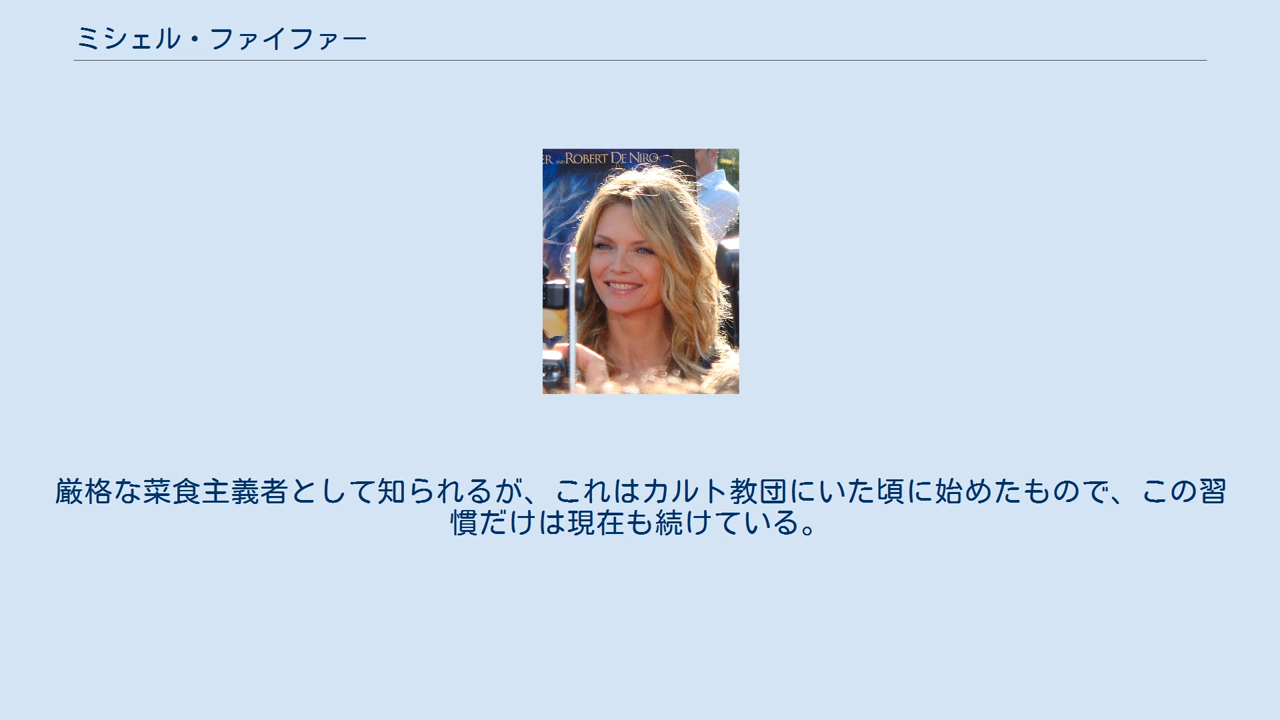 ミシェル・ファイファー
ER AND ROBERT DE NIRO
厳格な菜食主義者として知られるが、これはカルト教団にいた頃に始めたもので、この習
慣だけは現在も続けている。